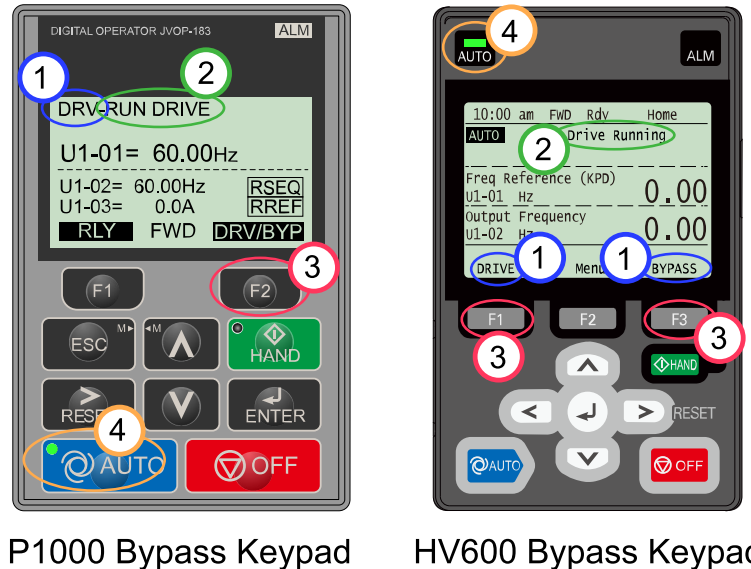 DIGITAL OPERATOR JVOP-183 ALM
1
2
DRV-RUN DRIVE
U1-01= 60.00Hz
U1-02= 60.00Hz RSEQ
U1-03= 0.0A RREF
RLY FWD DRV/BYP
3
F1 F2
ESC M M HAND
ENTER
4
AUTO OFF
P1000 Bypass Keypad
4
AUTO ALM
10:00 am FWD Rdy Home
AUTO Drive Running
2
Freq Reference (KPD)
U1-01 Hz 0.00
Output Frequency
U1-02 Hz 0.00
1 1
DRIVE Menu BYPASS
F1 F2 F3
3 3
HAND
RESET
AUTO OFF
HV600 Bypass Keypad